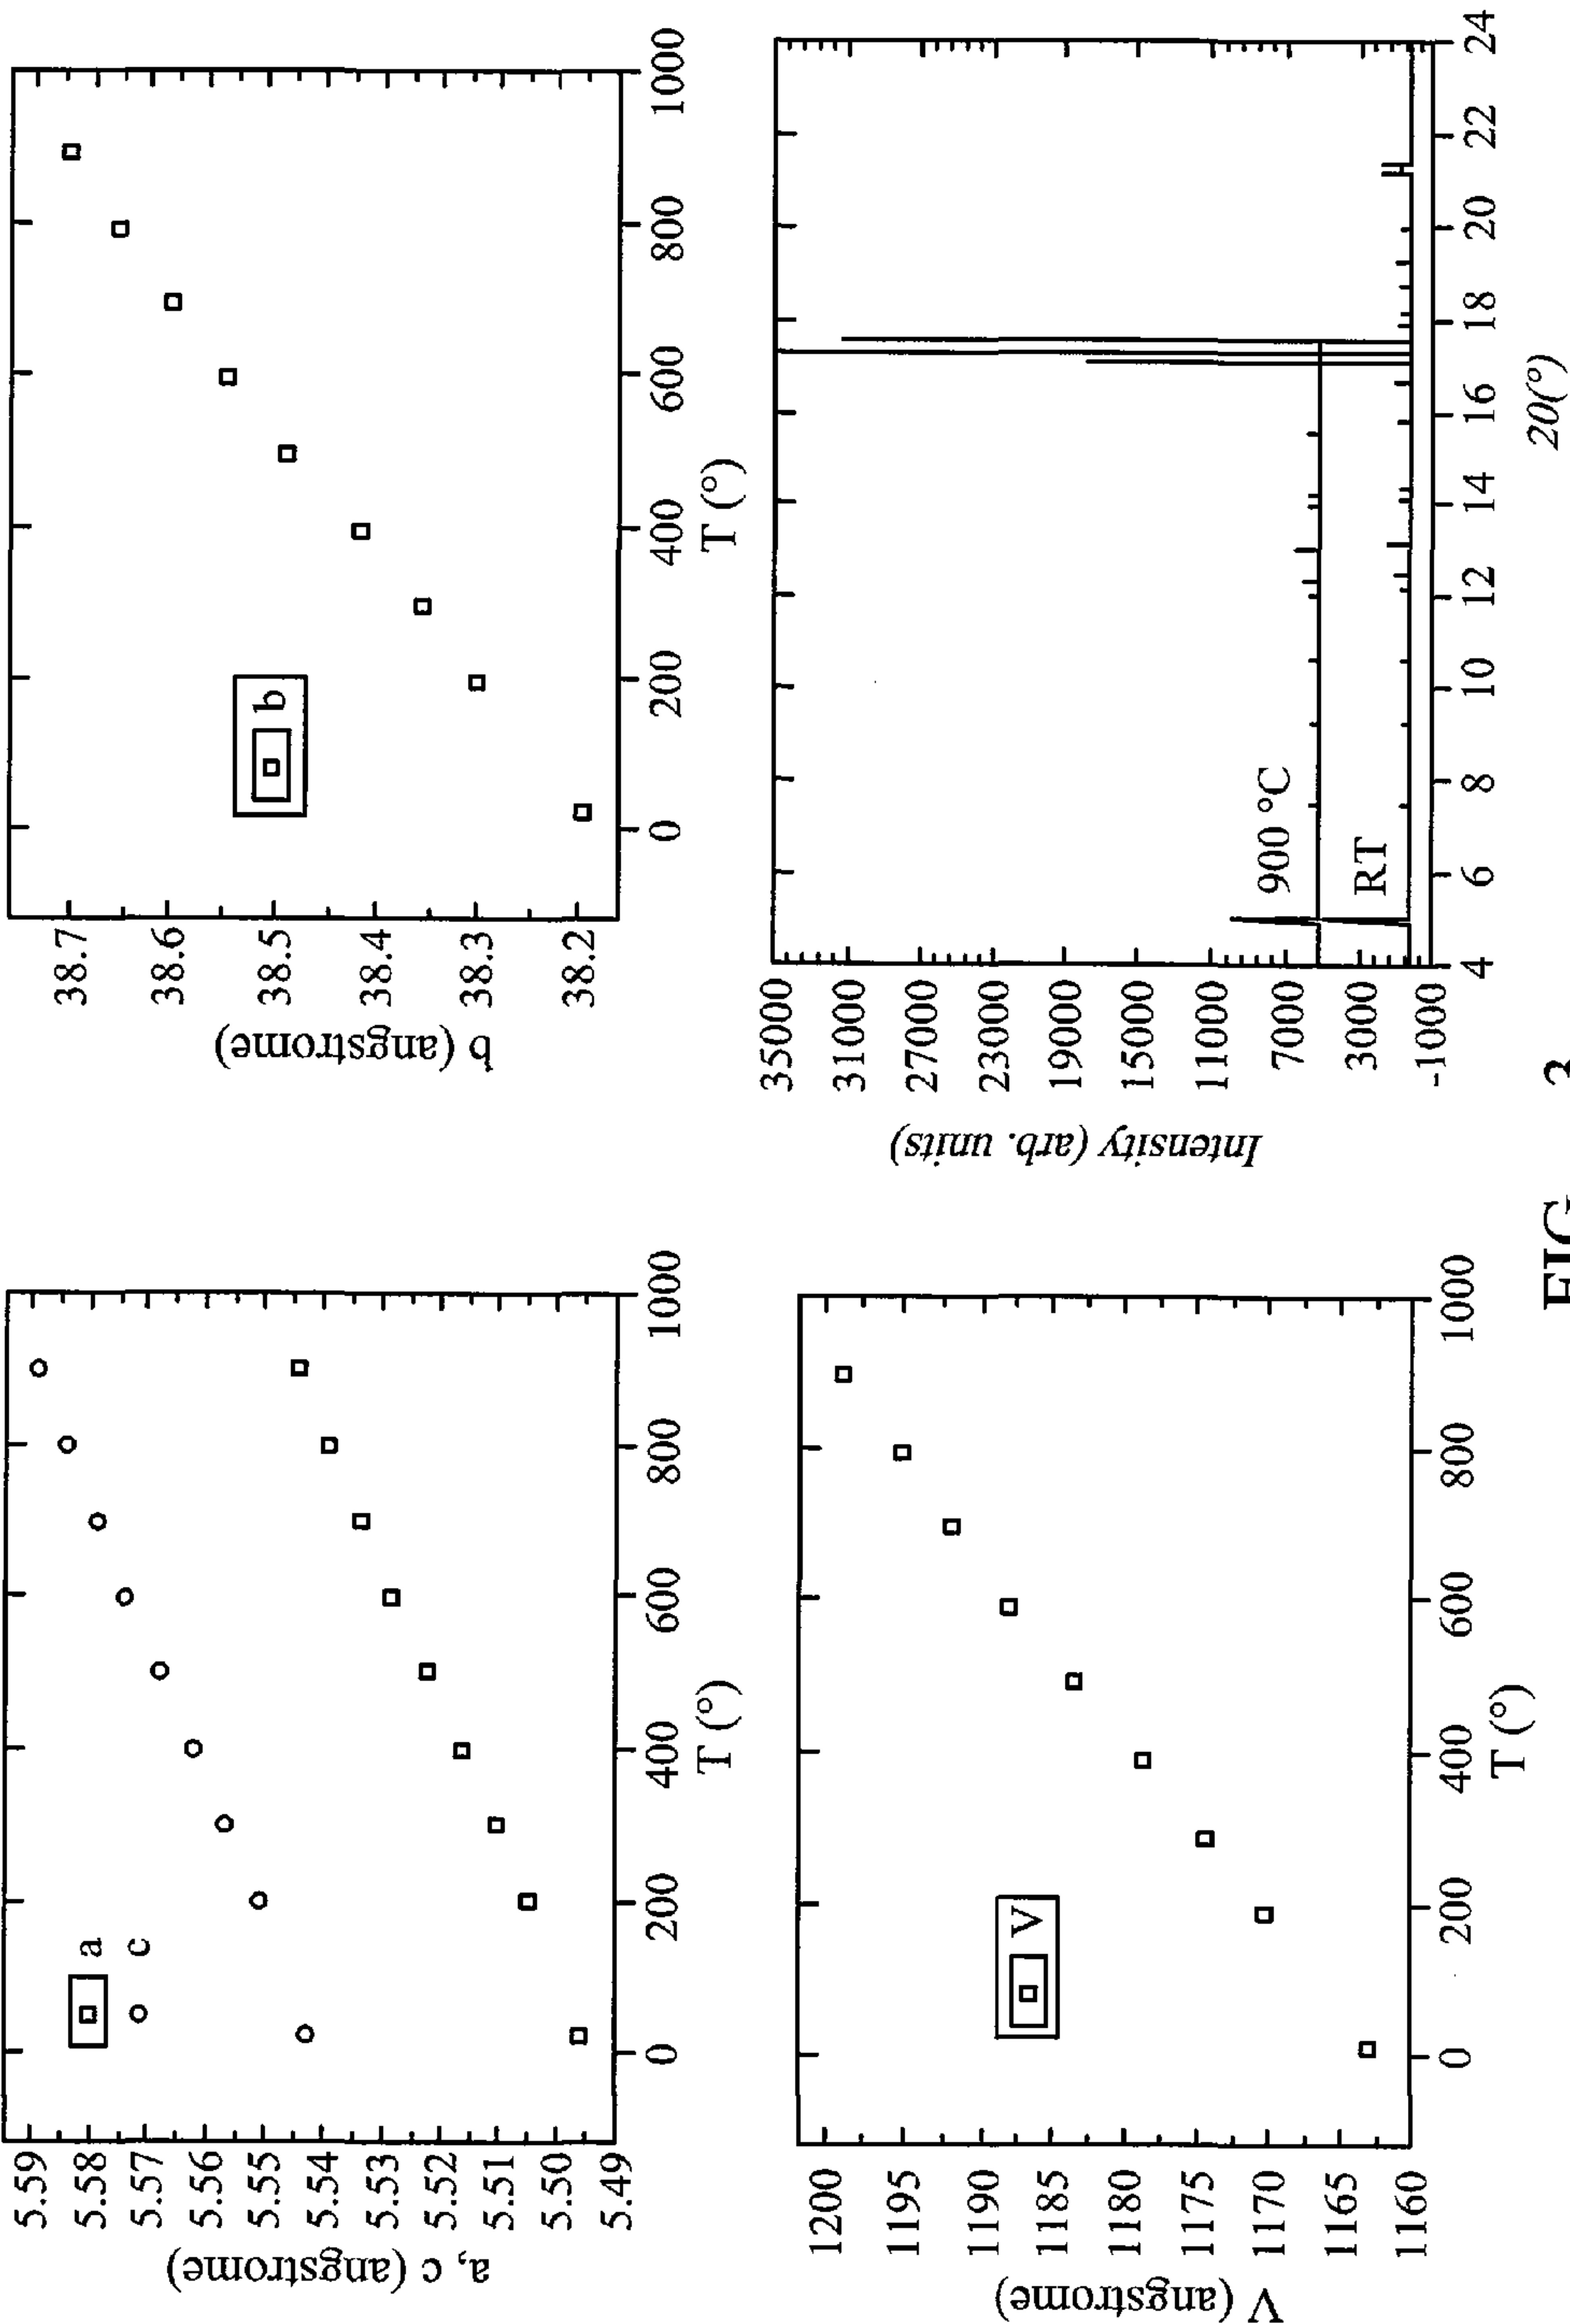 a, c (angstrome)
5.59
5.58
5.57
5.56
5.55
5.54
5.53
5.52
5.51
5.50
5.49
a
c
0 200 400 600 800 1000
T (°)
b (angstrome)
38.7
38.6
38.5
38.4
38.3
38.2
b
0 200 400 600 800 1000
T (°)
V (angstrome)
1200
1195
1190
1185
1180
1175
1170
1165
1160
V
0 200 400 600 800 1000
T (°)
Intensity (arb. units)
35000
31000
27000
23000
19000
15000
11000
7000
3000
-1000
900 °C
RT
4 6 8 10 12 14 16 18 20 22 24
20(°)
FIG 3